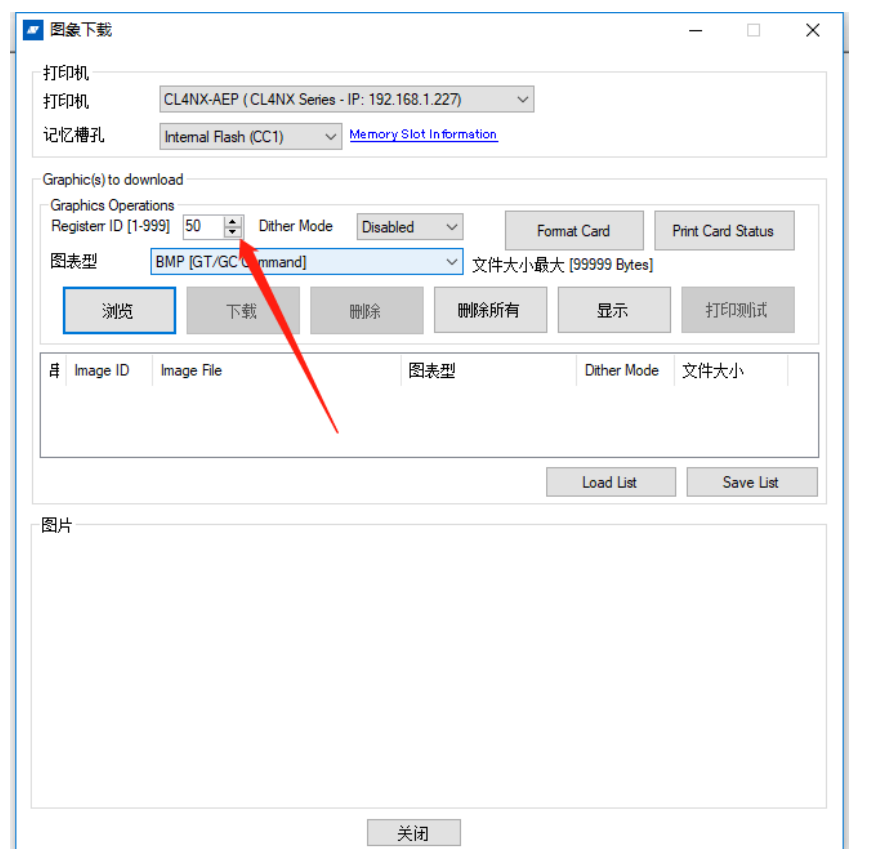 图象下载
打印机
打印机 CL4NX-AEP ( CL4NX Series - IP: 192.168.1.227)
记忆槽孔 Internal Flash (CC1) Memory Slot Information
Graphic(s) to download
Graphics Operations
Registerr ID [1-999] 50 Dither Mode Disabled Format Card Print Card Status
图表型 BMP [GT/GC Command] 文件大小最大 [99999 Bytes]
浏览 下载 删除 删除所有 显示 打印测试
Image ID Image File 图表型 Dither Mode 文件大小
Load List Save List
图片
关闭